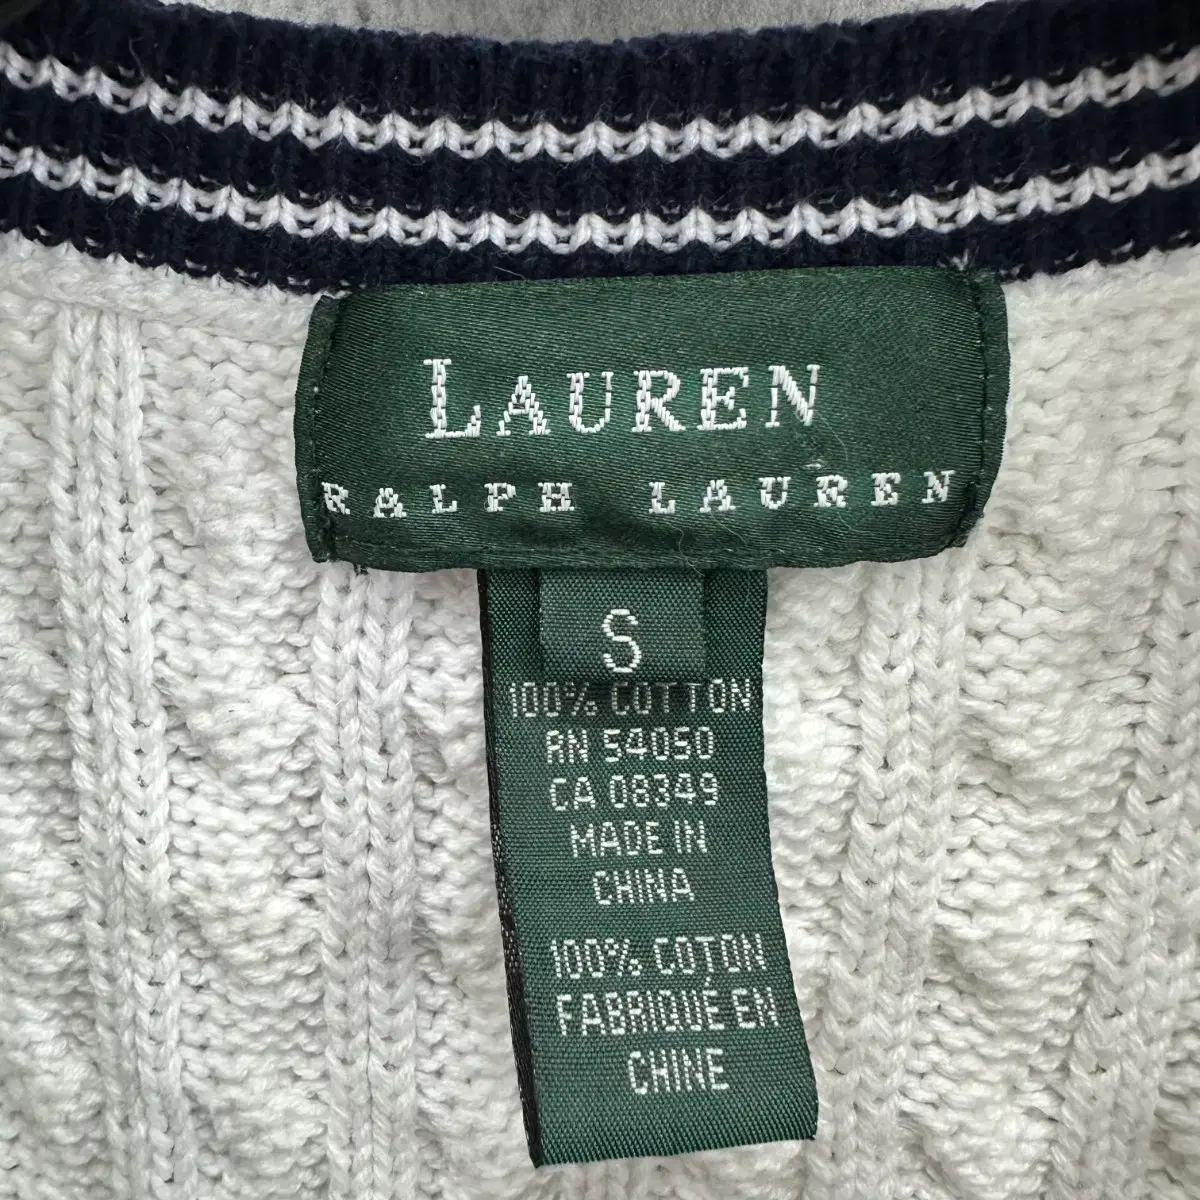 LAUREN
RALPH LAUREN
S
100% COTTON
RN 54050
CA 08349
MADE IN
CHINA
100% COTON
FABRIQUÉ EN
CHINE